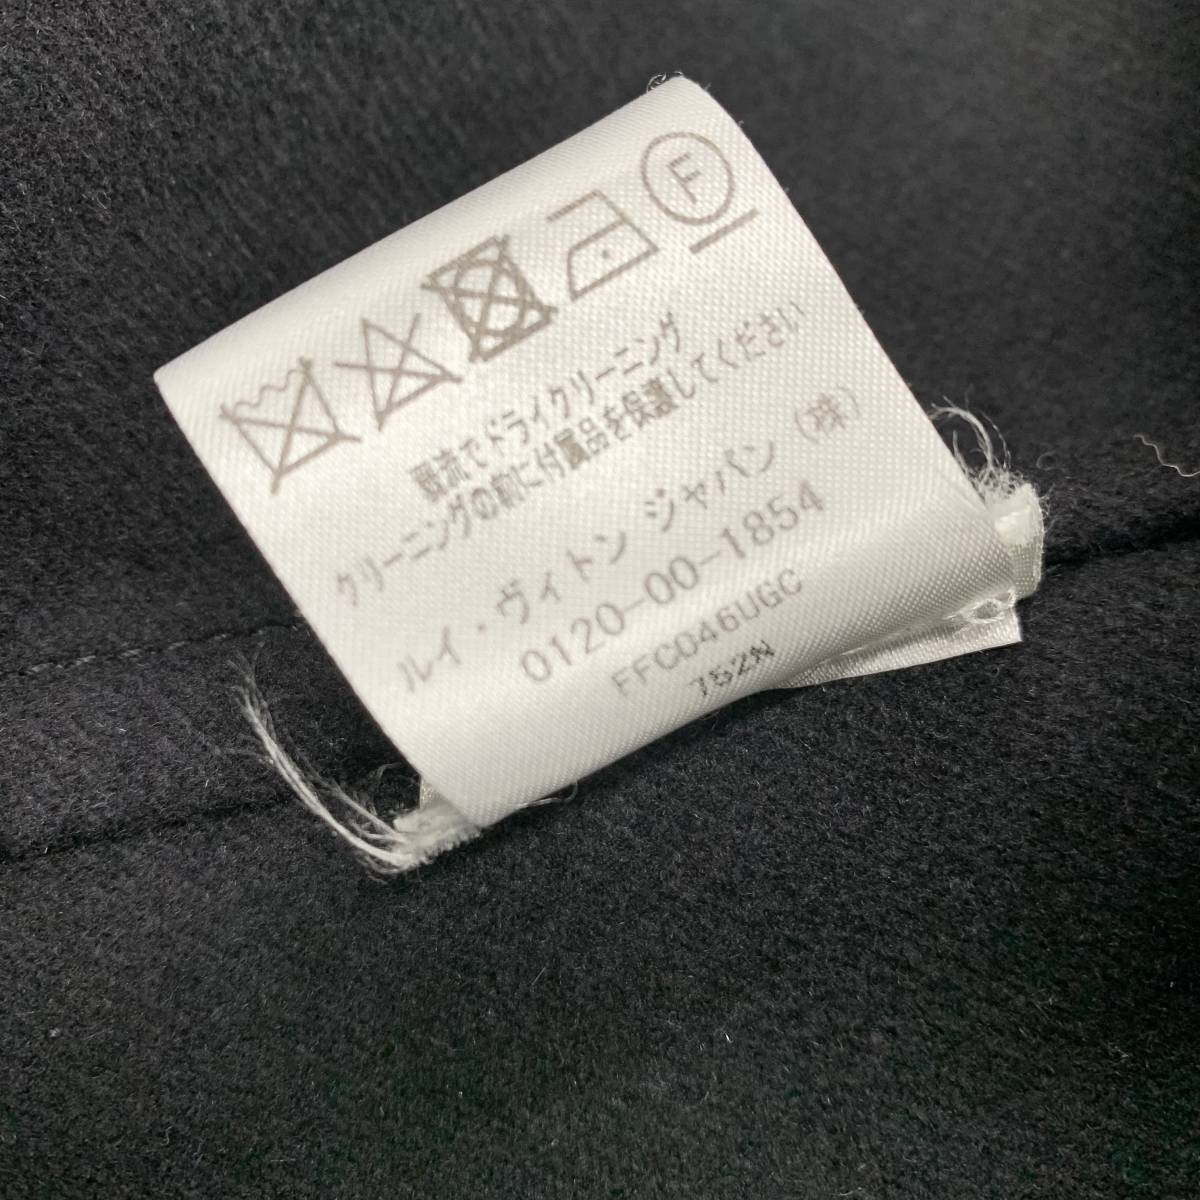 F
弱流でドライクリーニング
クリーニングの前に付属品を保護してください
ルイ・ヴィトン ジャパン (株)
0120-00-1854
FFC046UGC
752N